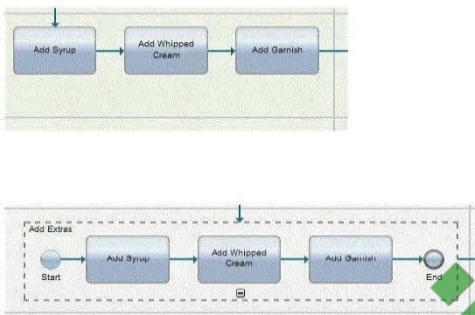 Add Syrup
Add Whipped
Cream
Add Garnish
Add Extras
Start
Add Syrup
Add Whipped
Cream
Add Garnish
End